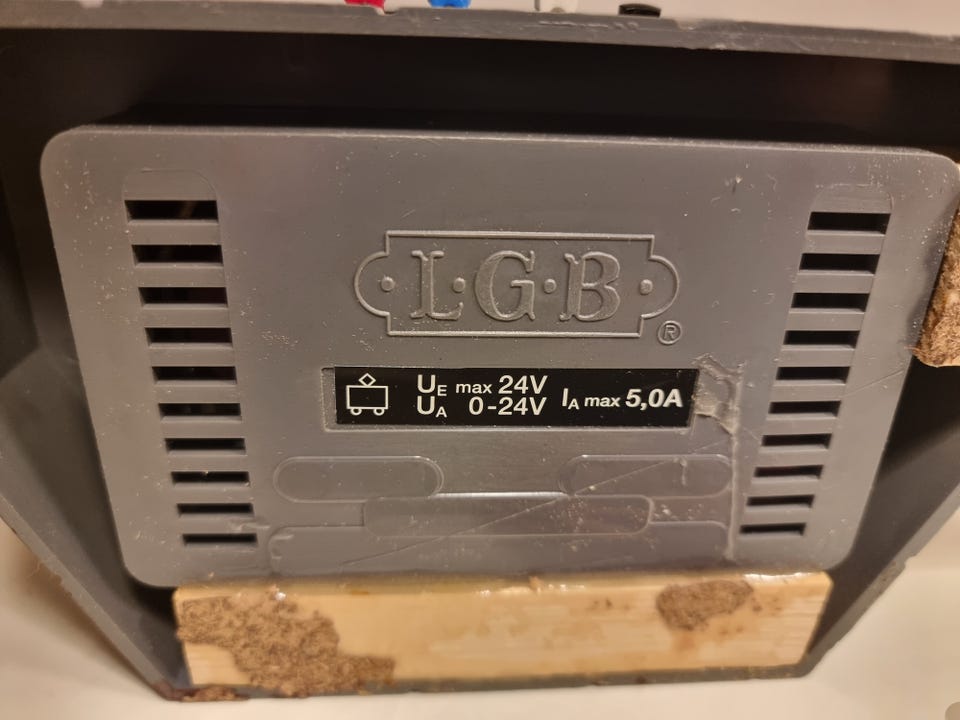 L·G·B
®
UE max 24V IA max 5,0A
UA 0-24V